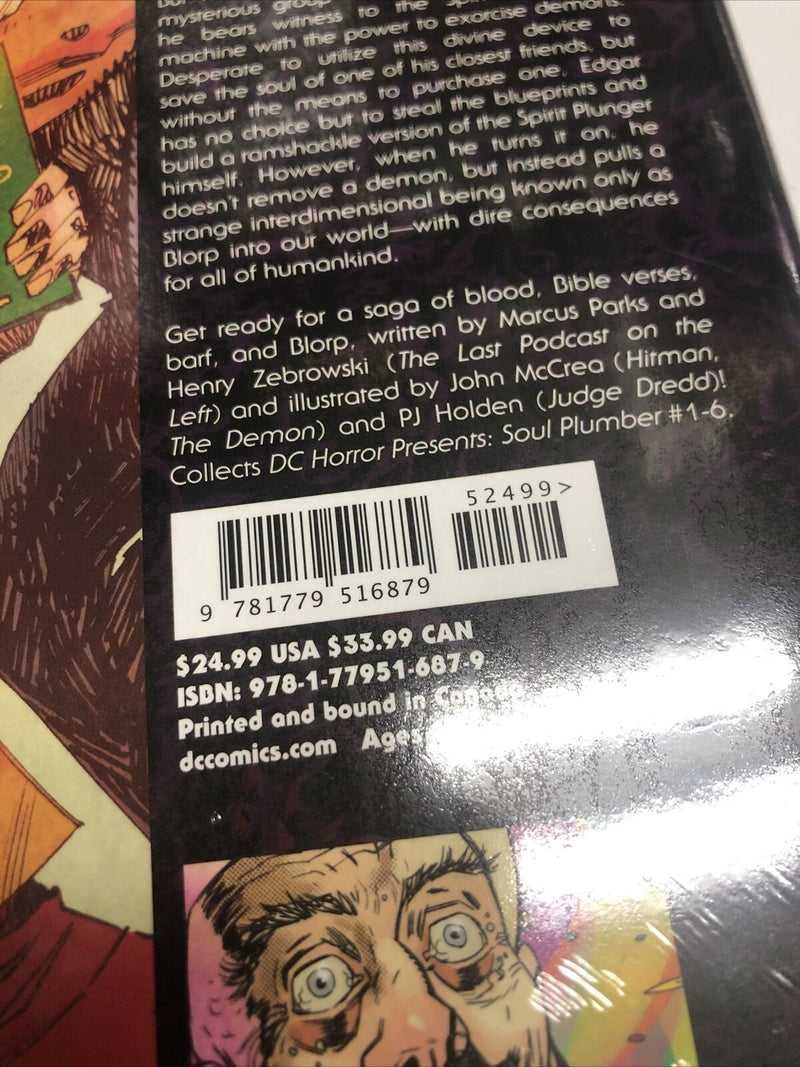 mysterious group
he bears witness to the
machine with the power to exorcise demons.
Desperate to utilize this divine device to
save the soul of one of his closest friends, but
without the means to purchase one, Edgar
has no choice but to steal the blueprints and
build a ramshackle version of the Spirit Plunger
himself. However, when he turns it on, he
doesn't remove a demon, but instead pulls a
strange interdimensional being known only as
Blorp into our world—with dire consequences
for all of humankind.
Get ready for a saga of blood, Bible verses,
barf, and Blorp, written by Marcus Parks and
Henry Zebrowski (The Last Podcast on the
Left) and illustrated by John McCrea (Hitman,
The Demon) and PJ Holden (Judge Dredd)!
Collects DC Horror Presents: Soul Plumber #1-6.
52499>
9 781779 516879
$24.99 USA $33.99 CAN
ISBN: 978-1-77951-687-9
Printed and bound in Canada
dccomics.com Ages